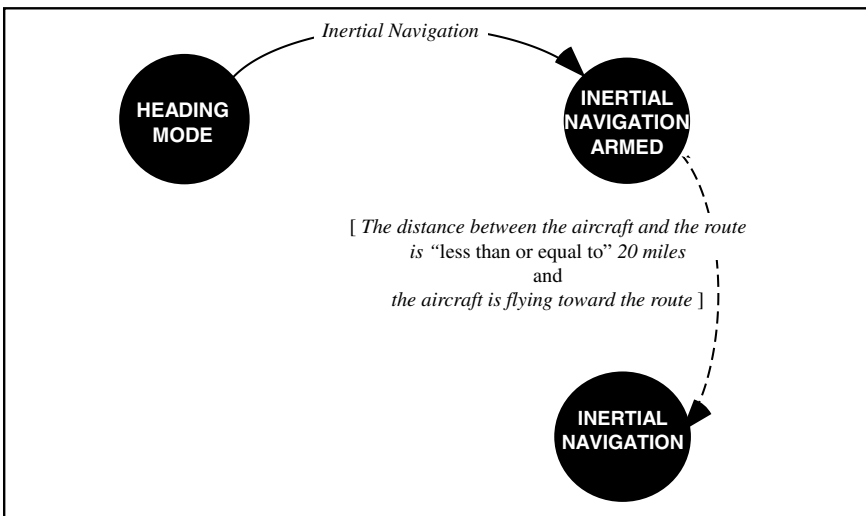 Inertial Navigation
HEADING
MODE
INERTIAL
NAVIGATION
ARMED
[ The distance between the aircraft and the route
is “less than or equal to” 20 miles
and
the aircraft is flying toward the route ]
INERTIAL
NAVIGATION